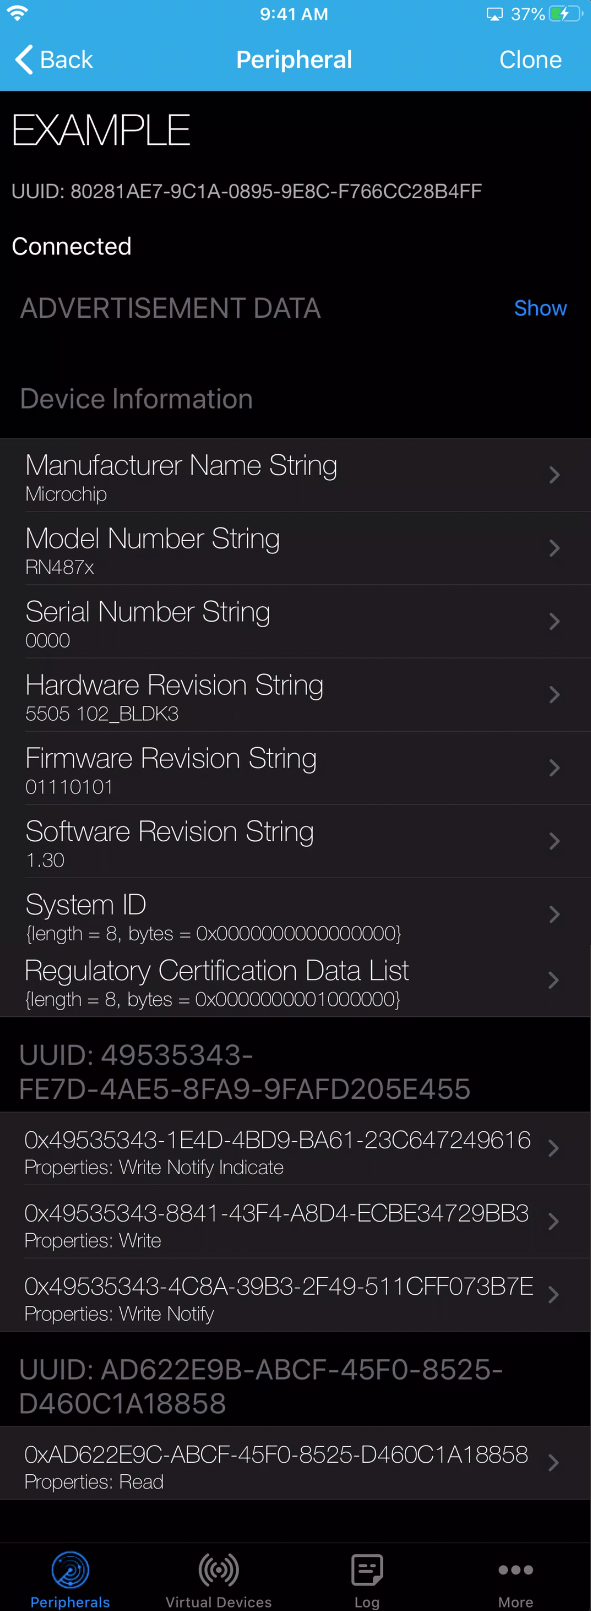 9:41 AM
37%
Back
Peripheral
Clone
EXAMPLE
UUID: 80281AE7-9C1A-0895-9E8C-F766CC28B4FF
Connected
ADVERTISEMENT DATA
Show
Device Information
Manufacturer Name String
Microchip
Model Number String
RN487x
Serial Number String
0000
Hardware Revision String
5505 102_BLDK3
Firmware Revision String
01110101
Software Revision String
1.30
System ID
{length = 8, bytes = 0x0000000000000000}
Regulatory Certification Data List
{length = 8, bytes = 0x0000000001000000}
UUID: 49535343-
FE7D-4AE5-8FA9-9FAFD205E455
0x49535343-1E4D-4BD9-BA61-23C647249616
Properties: Write Notify Indicate
0x49535343-8841-43F4-A8D4-ECBE34729BB3
Properties: Write
0x49535343-4C8A-39B3-2F49-511CFF073B7E
Properties: Write Notify
UUID: AD622E9B-ABCF-45F0-8525-
D460C1A18858
0xAD622E9C-ABCF-45F0-8525-D460C1A18858
Properties: Read
Peripherals
Virtual Devices
Log
More